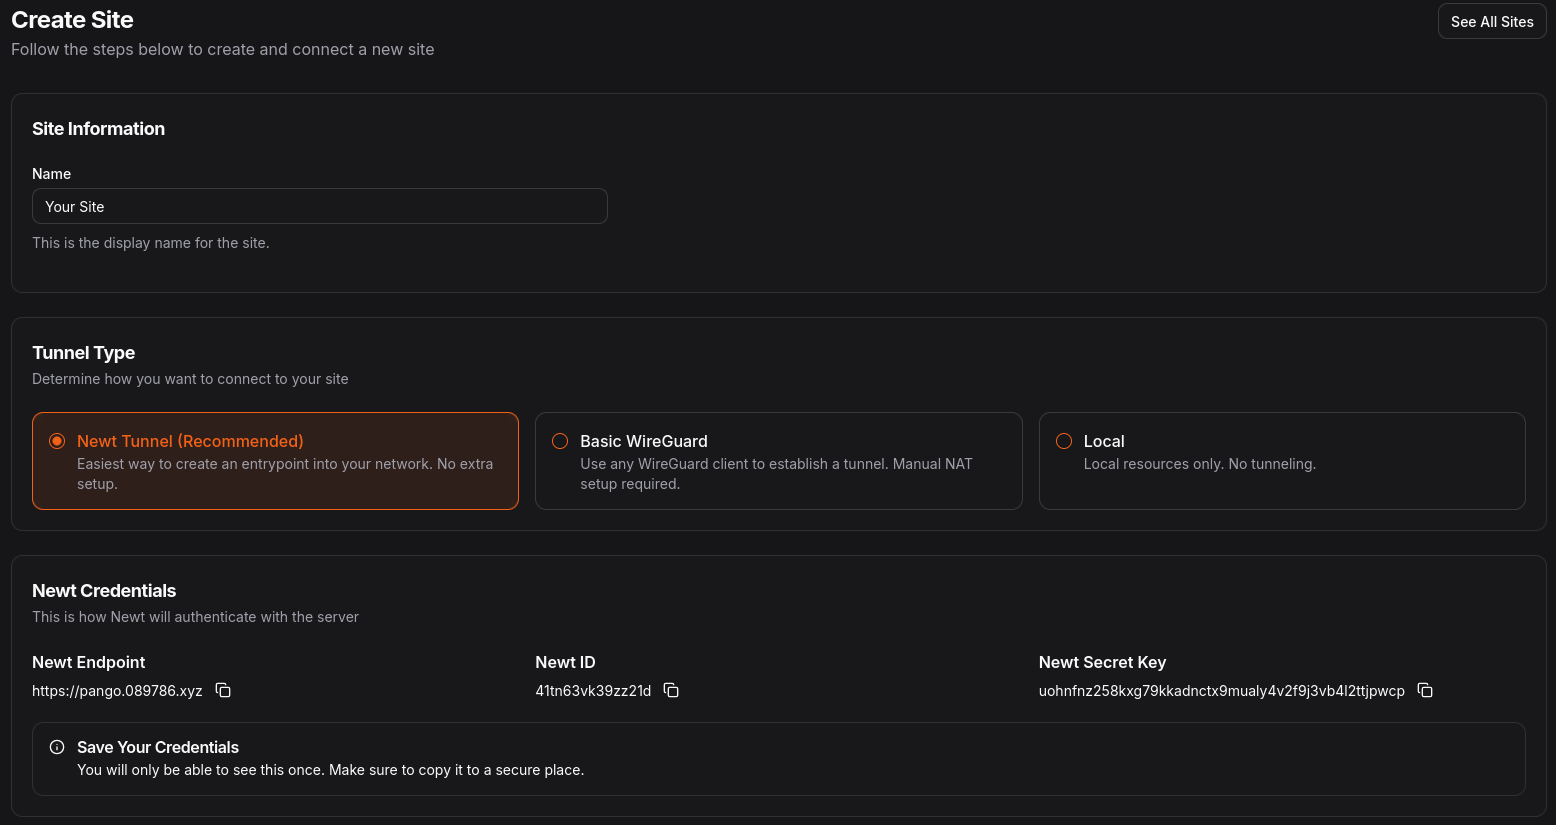 Create Site
See All Sites
Follow the steps below to create and connect a new site
Site Information
Name
Your Site
This is the display name for the site.
Tunnel Type
Determine how you want to connect to your site
Newt Tunnel (Recommended)
Easiest way to create an entrypoint into your network. No extra
setup.
Basic WireGuard
Use any WireGuard client to establish a tunnel. Manual NAT
setup required.
Local
Local resources only. No tunneling.
Newt Credentials
This is how Newt will authenticate with the server
Newt Endpoint
https://pango.089786.xyz
Newt ID
41tn63vk39zz21d
Newt Secret Key
uohnfnz258kxg79kkadnctx9mualy4v2f9j3vb4l2ttjpwcp
Save Your Credentials
You will only be able to see this once. Make sure to copy it to a secure place.